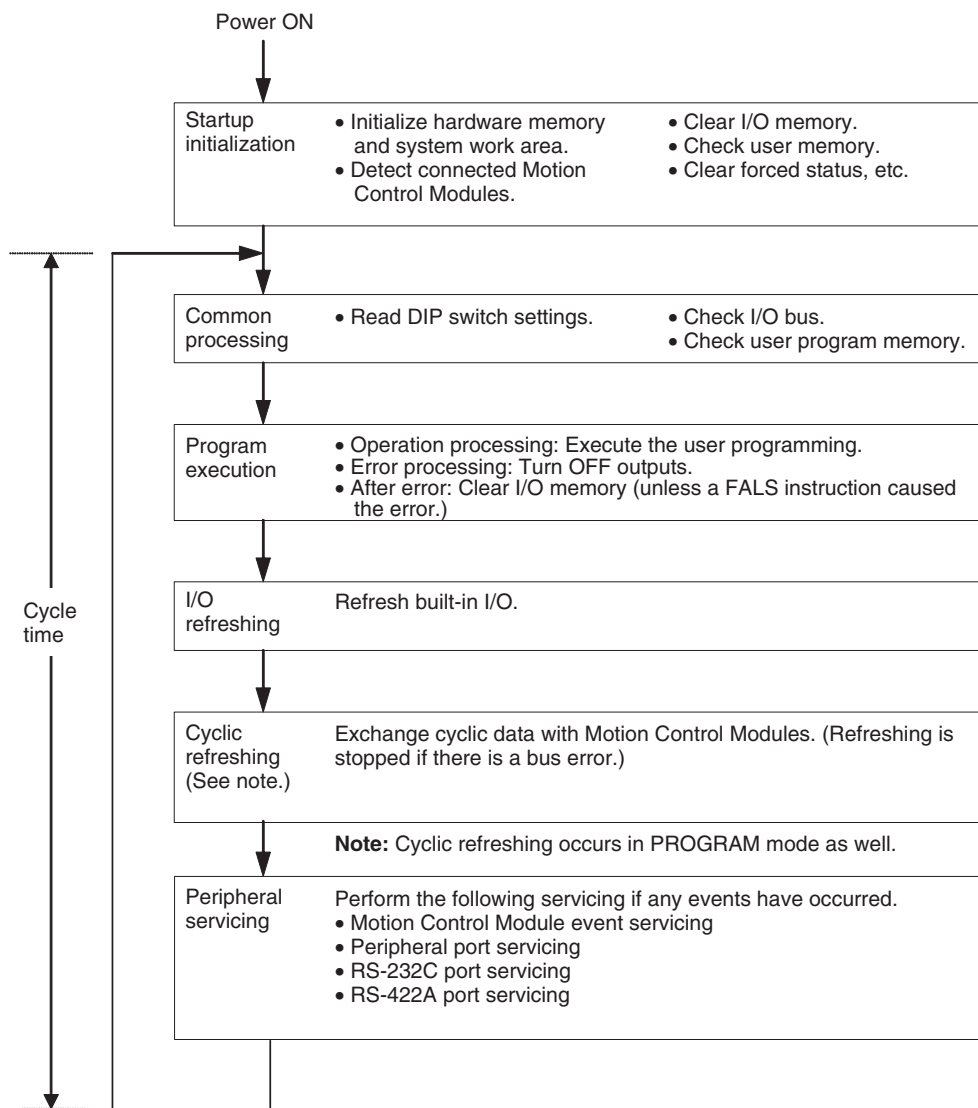 Power ON
Startup
initialization
• Initialize hardware memory
and system work area.
• Detect connected Motion
Control Modules.
• Clear I/O memory.
• Check user memory.
• Clear forced status, etc.
Common
processing
• Read DIP switch settings.
• Check I/O bus.
• Check user program memory.
Program
execution
• Operation processing: Execute the user programming.
• Error processing: Turn OFF outputs.
• After error: Clear I/O memory (unless a FALS instruction caused
the error.)
Cycle
time
I/O
refreshing
Refresh built-in I/O.
Cyclic
refreshing
(See note.)
Exchange cyclic data with Motion Control Modules. (Refreshing is
stopped if there is a bus error.)
Note: Cyclic refreshing occurs in PROGRAM mode as well.
Peripheral
servicing
Perform the following servicing if any events have occurred.
• Motion Control Module event servicing
• Peripheral port servicing
• RS-232C port servicing
• RS-422A port servicing